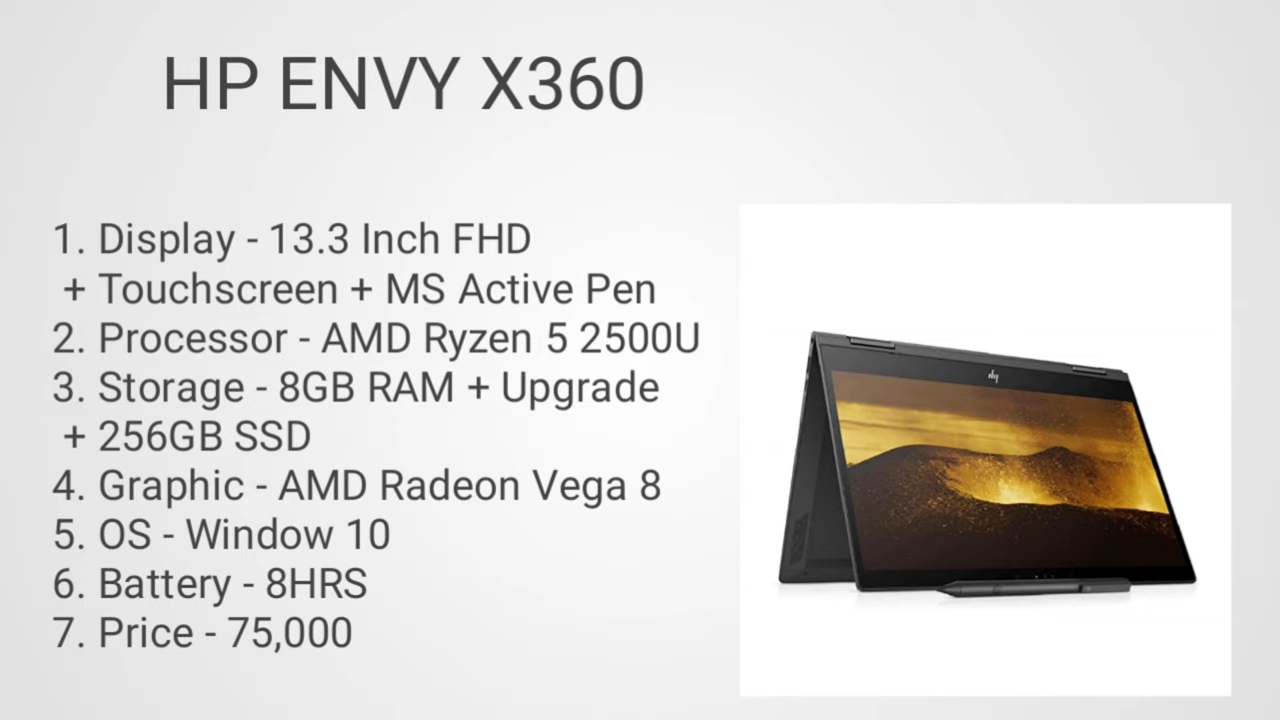 HP ENVY X360
1. Display - 13.3 Inch FHD
+ Touchscreen + MS Active Pen
2. Processor - AMD Ryzen 5 2500U
3. Storage - 8GB RAM + Upgrade
+ 256GB SSD
4. Graphic - AMD Radeon Vega 8
5. OS - Window 10
6. Battery - 8HRS
7. Price - 75,000
hp